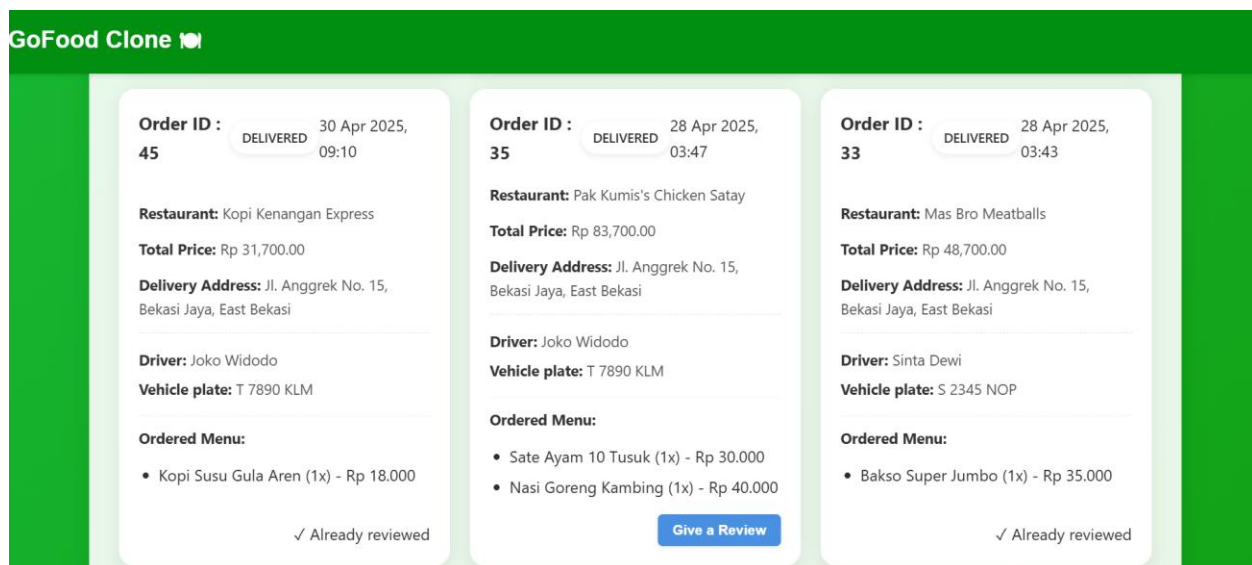 GoFood Clone 🍽
Order ID :
45
DELIVERED
30 Apr 2025,
09:10
Restaurant: Kopi Kenangan Express
Total Price: Rp 31,700.00
Delivery Address: Jl. Anggrek No. 15,
Bekasi Jaya, East Bekasi
Driver: Joko Widodo
Vehicle plate: T 7890 KLM
Ordered Menu:
• Kopi Susu Gula Aren (1x) - Rp 18.000
✓ Already reviewed
Order ID :
35
DELIVERED
28 Apr 2025,
03:47
Restaurant: Pak Kumis's Chicken Satay
Total Price: Rp 83,700.00
Delivery Address: Jl. Anggrek No. 15,
Bekasi Jaya, East Bekasi
Driver: Joko Widodo
Vehicle plate: T 7890 KLM
Ordered Menu:
• Sate Ayam 10 Tusuk (1x) - Rp 30.000
• Nasi Goreng Kambing (1x) - Rp 40.000
Give a Review
Order ID :
33
DELIVERED
28 Apr 2025,
03:43
Restaurant: Mas Bro Meatballs
Total Price: Rp 48,700.00
Delivery Address: Jl. Anggrek No. 15,
Bekasi Jaya, East Bekasi
Driver: Sinta Dewi
Vehicle plate: S 2345 NOP
Ordered Menu:
• Bakso Super Jumbo (1x) - Rp 35.000
✓ Already reviewed